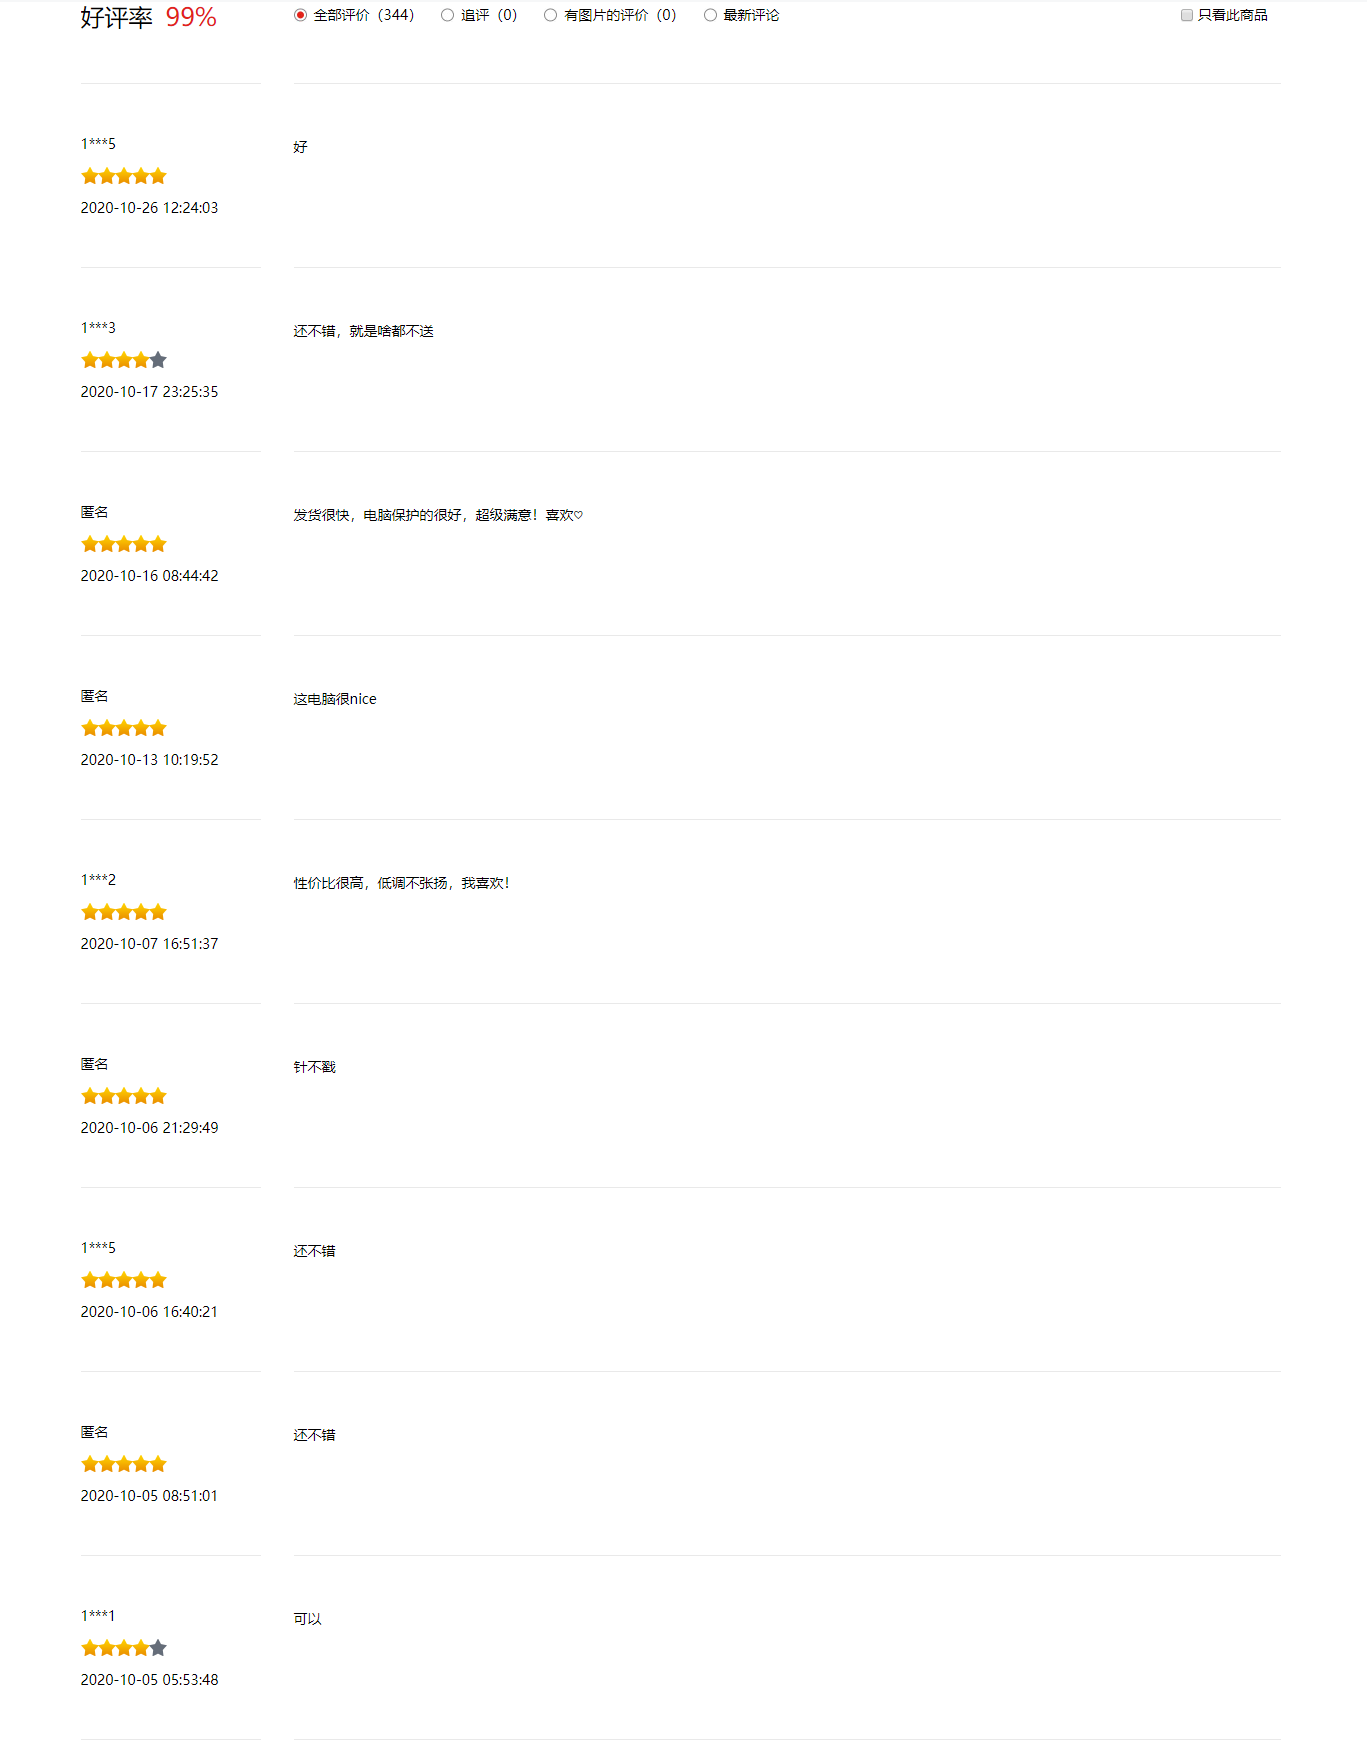 好评率 99% 全部评价（344） 追评（0） 有图片的评价（0） 最新评论 只看此商品
1***5
好
2020-10-26 12:24:03
1***3
还不错，就是啥都不送
2020-10-17 23:25:35
匿名
发货很快，电脑保护的很好，超级满意！喜欢♡
2020-10-16 08:44:42
匿名
这电脑很nice
2020-10-13 10:19:52
1***2
性价比很高，低调不张扬，我喜欢！
2020-10-07 16:51:37
匿名
针不戳
2020-10-06 21:29:49
1***5
还不错
2020-10-06 16:40:21
匿名
还不错
2020-10-05 08:51:01
1***1
可以
2020-10-05 05:53:48